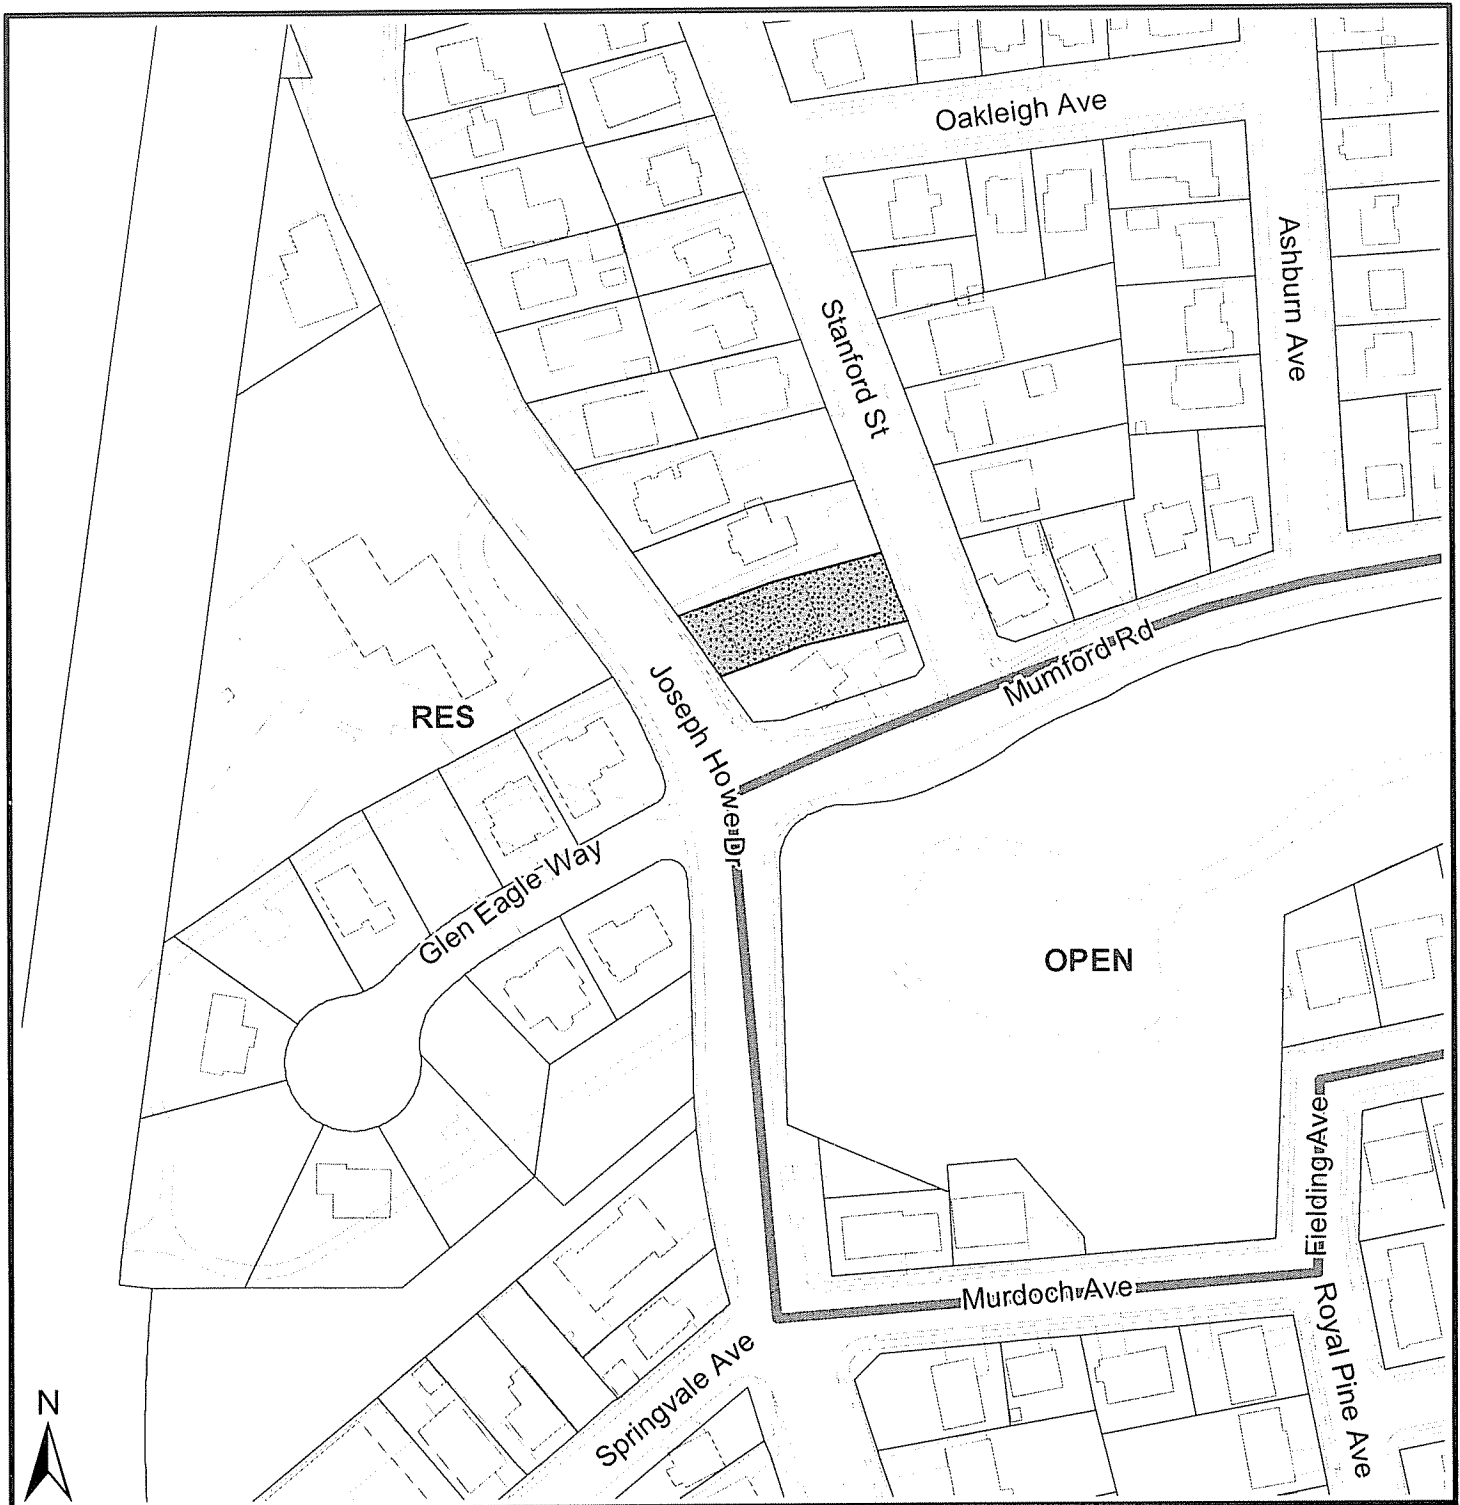 Oakleigh Ave
Ashburn Ave
Stanford St
Mumford Rd
Joseph Howe Dr
RES
Glen Eagle Way
OPEN
Fielding Ave
Murdoch Ave
Royal Pine Ave
Springvale Ave
N